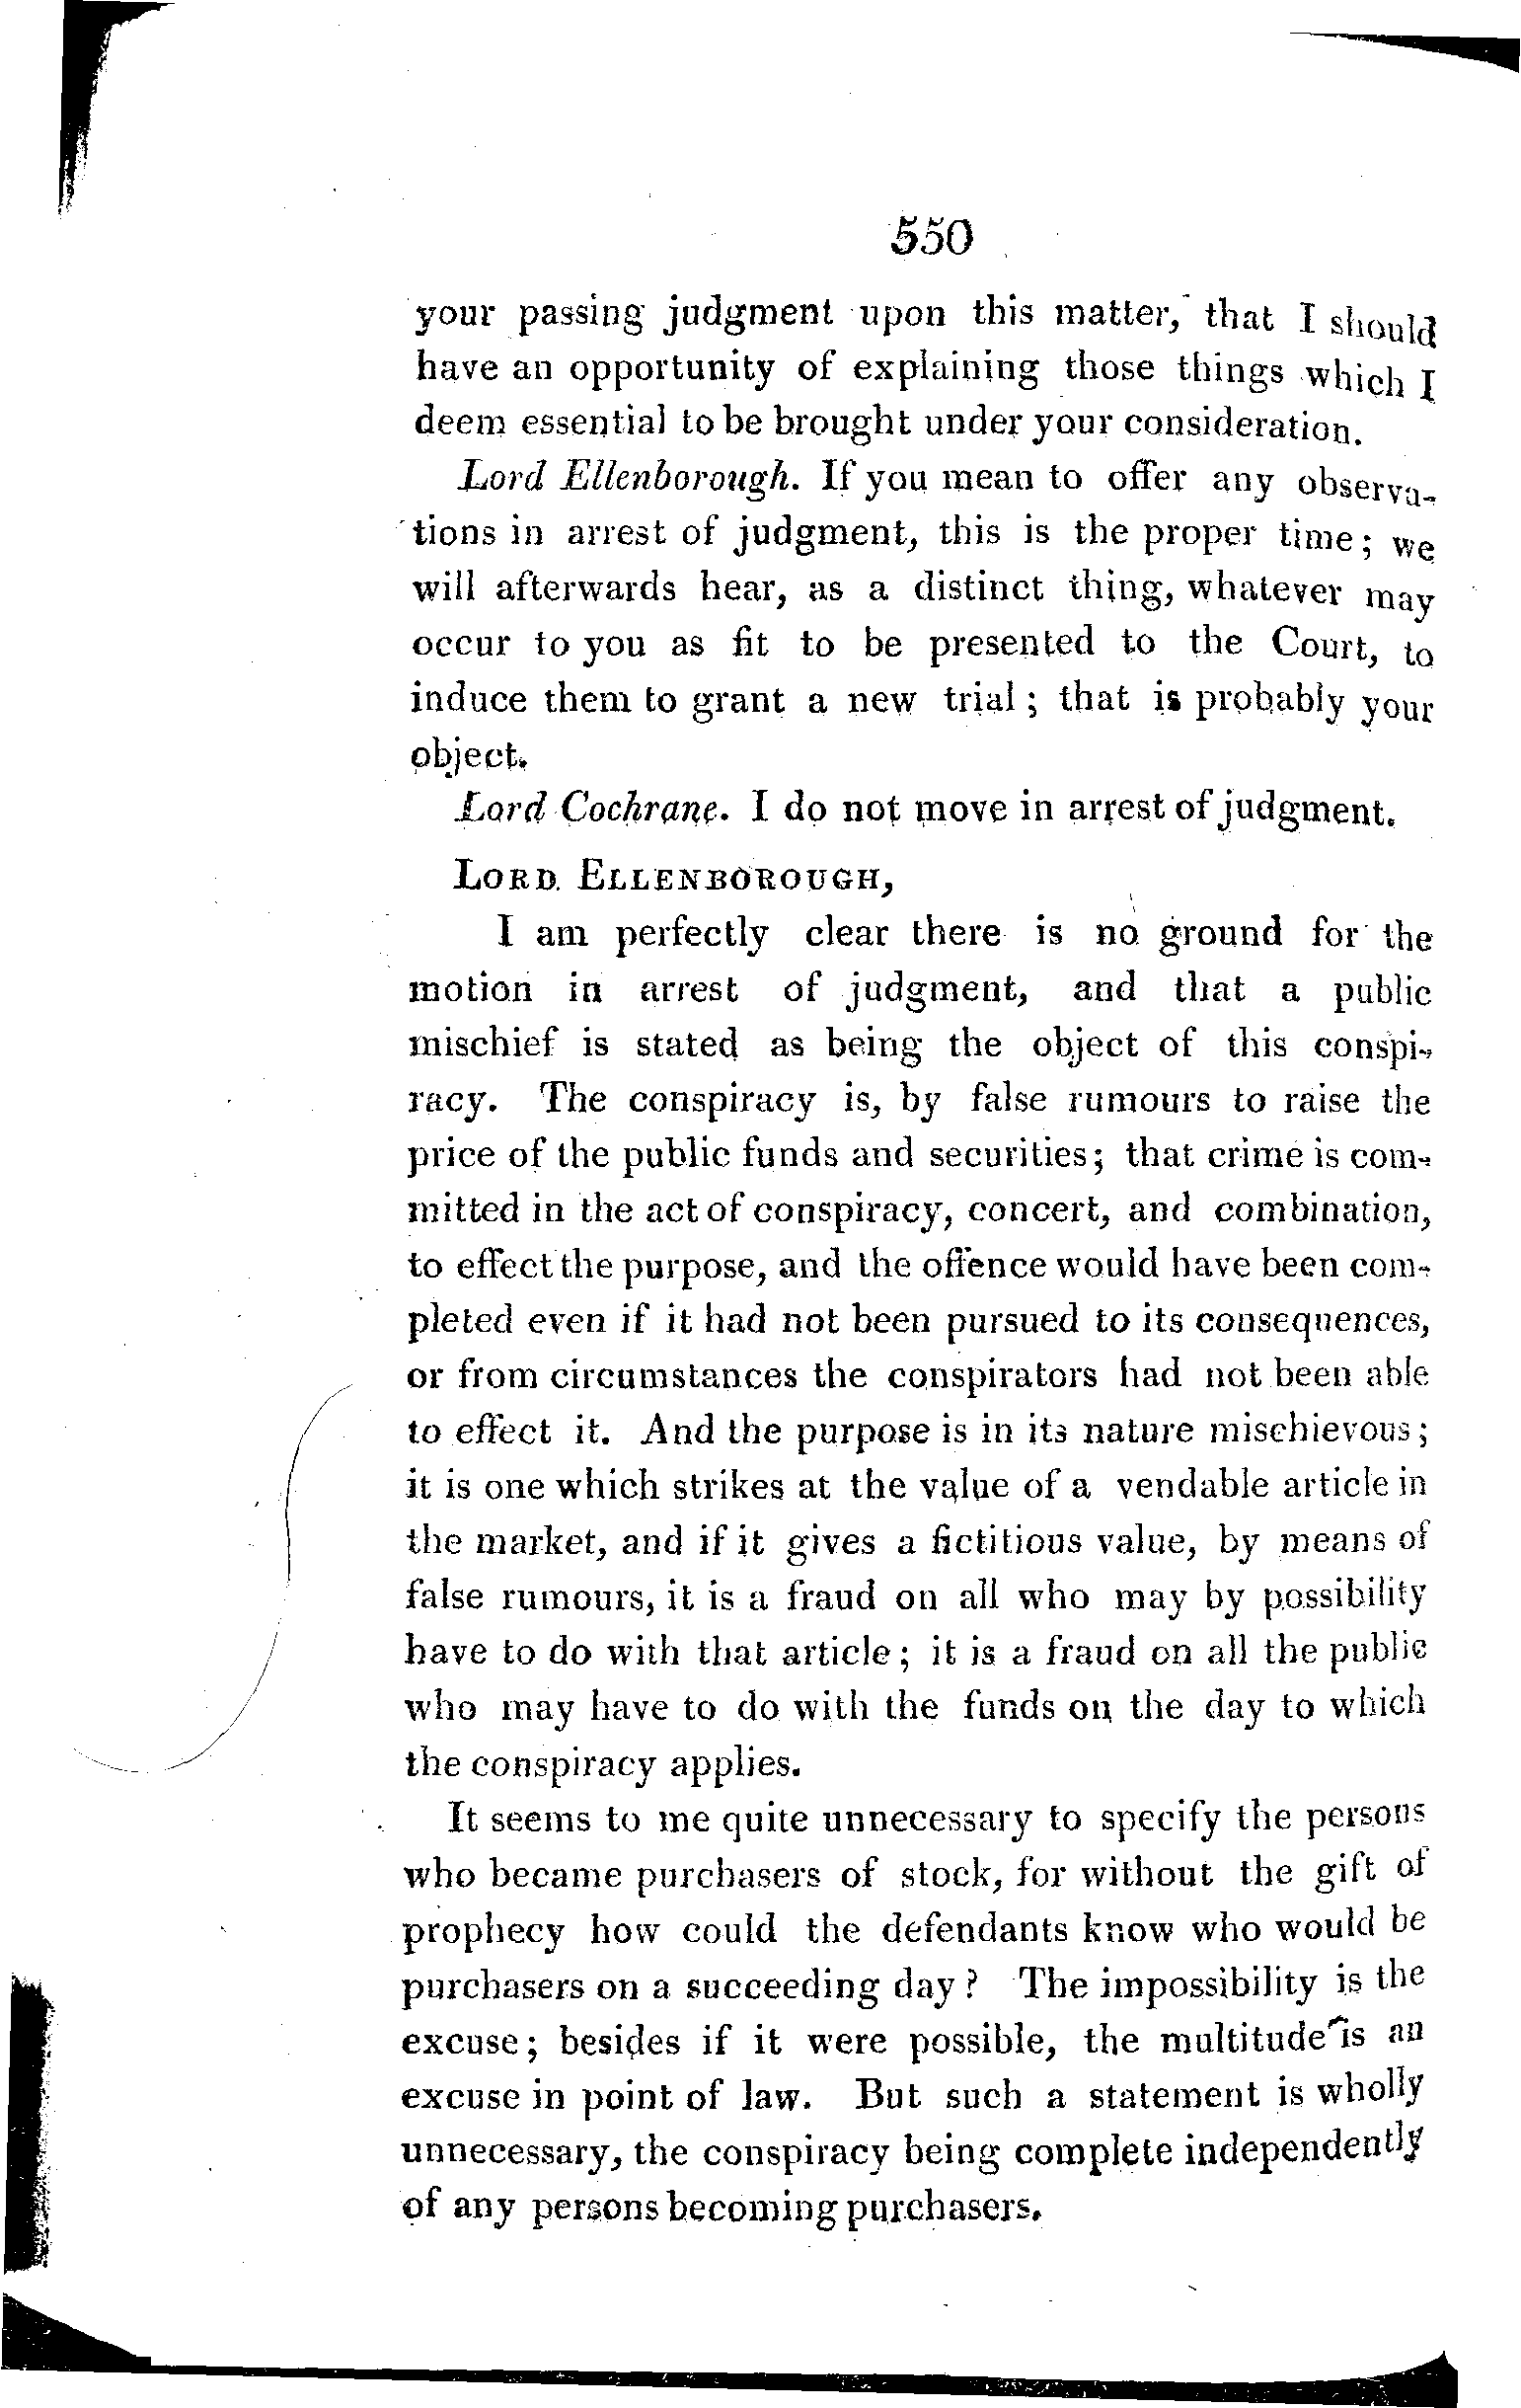 550
your passing judgment upon this matter, that I should
have an opportunity of explaining those things which I
deem essential to be brought under your consideration.
Lord Ellenborough. If you mean to offer any observa-
tions in arrest of judgment, this is the proper time; we
will afterwards hear, as a distinct thing, whatever may
occur to you as fit to be presented to the Court, to
induce them to grant a new trial; that is probably your
object.
Lord Cochrane. I do not move in arrest of judgment.
LORD ELLENBOROUGH,
I am perfectly clear there is no ground for the
motion in arrest of judgment, and that a public
mischief is stated as being the object of this conspi-
racy. The conspiracy is, by false rumours to raise the
price of the public funds and securities; that crime is com-
mitted in the act of conspiracy, concert, and combination,
to effect the purpose, and the offence would have been com-
pleted even if it had not been pursued to its consequences,
or from circumstances the conspirators had not been able
to effect it. And the purpose is in its nature mischievous;
it is one which strikes at the value of a vendable article in
the market, and if it gives a fictitious value, by means of
false rumours, it is a fraud on all who may by possibility
have to do with that article; it is a fraud on all the public
who may have to do with the funds on the day to which
the conspiracy applies.
It seems to me quite unnecessary to specify the persons
who became purchasers of stock, for without the gift of
prophecy how could the defendants know who would be
purchasers on a succeeding day? The impossibility is the
excuse; besides if it were possible, the multitude is an
excuse in point of law. But such a statement is wholly
unnecessary, the conspiracy being complete independently
of any persons becoming purchasers.